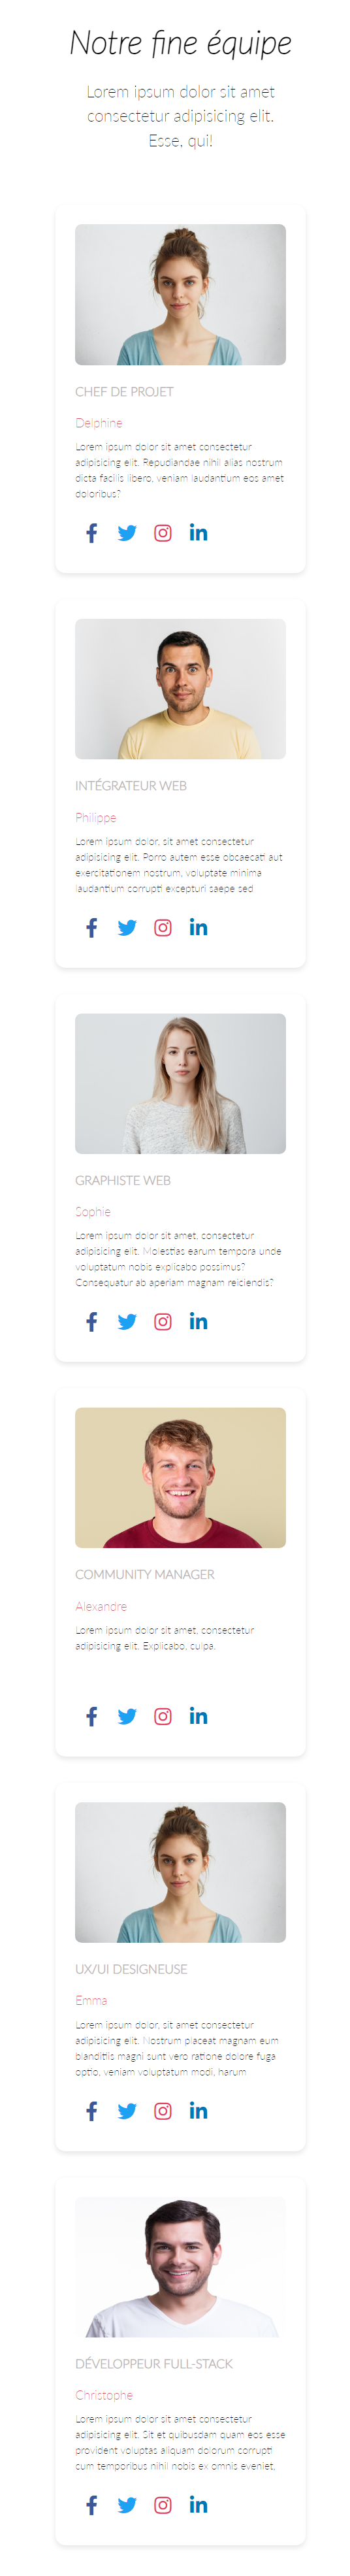 Notre fine équipe
Lorem ipsum dolor sit amet
consectetur adipisicing elit.
Esse, qui!
CHEF DE PROJET
Delphine
Lorem ipsum dolor sit amet consectetur
adipisicing elit. Repudiandae nihil alias nostrum
dicta facilis libero, veniam laudantium eos amet
doloribus?
INTÉGRATEUR WEB
Philippe
Lorem ipsum dolor, sit amet consectetur
adipisicing elit. Porro autem esse obcaecati aut
exercitationem nostrum, voluptate minima
laudantium corrupti excepturi saepe sed
GRAPHISTE WEB
Sophie
Lorem ipsum dolor sit amet, consectetur
adipisicing elit. Molestias earum tempora unde
voluptatum nobis explicabo possimus?
Consequatur ab aperiam magnam reiciendis?
COMMUNITY MANAGER
Alexandre
Lorem ipsum dolor sit amet, consectetur
adipisicing elit. Explicabo, culpa.
UX/UI DESIGNEUSE
Emma
Lorem ipsum dolor, sit amet consectetur
adipisicing elit. Nostrum placeat magnam eum
blanditiis magni sunt vero ratione dolore fuga
optio, veniam voluptatum modi, harum
DÉVELOPPEUR FULL-STACK
Christophe
Lorem ipsum dolor sit amet consectetur
adipisicing elit. Sit et quibusdam quam eos esse
provident voluptas aliquam dolorum corrupti
cum temporibus nihil nobis ex omnis eveniet,